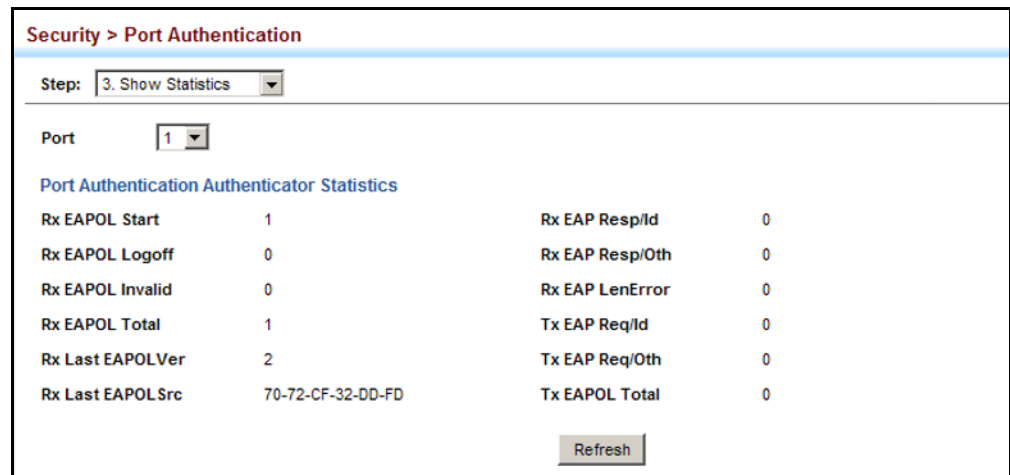 Security > Port Authentication
Step: 3. Show Statistics
Port 1
Port Authentication Authenticator Statistics
Rx EAPOL Start 1 Rx EAP Resp/Id 0
Rx EAPOL Logoff 0 Rx EAP Resp/Oth 0
Rx EAPOL Invalid 0 Rx EAP LenError 0
Rx EAPOL Total 1 Tx EAP Req/Id 0
Rx Last EAPOLVer 2 Tx EAP Req/Oth 0
Rx Last EAPOLSrc 70-72-CF-32-DD-FD Tx EAPOL Total 0
Refresh